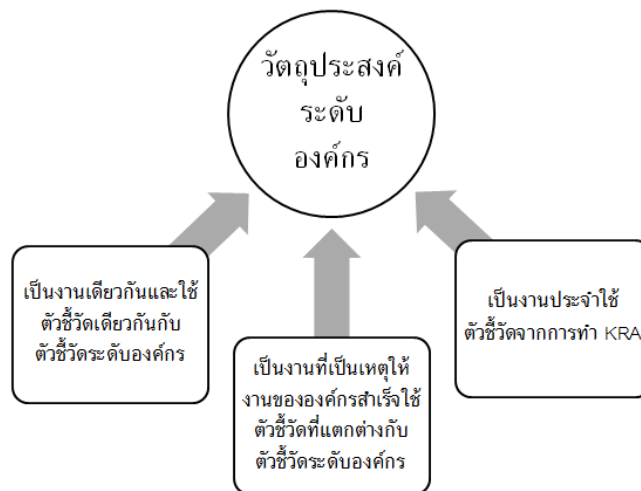 วัตถุประสงค์
ระดับ
องค์กร
เป็นงานเดียวกันและใช้
ตัวชี้วัดเดียวกันกับ
ตัวชี้วัดระดับองค์กร
เป็นงานที่เป็นเหตุให้
งานขององค์กรสำเร็จใช้
ตัวชี้วัดที่แตกต่างกับ
ตัวชี้วัดระดับองค์กร
เป็นงานประจำใช้
ตัวชี้วัดจากการทำ KRA